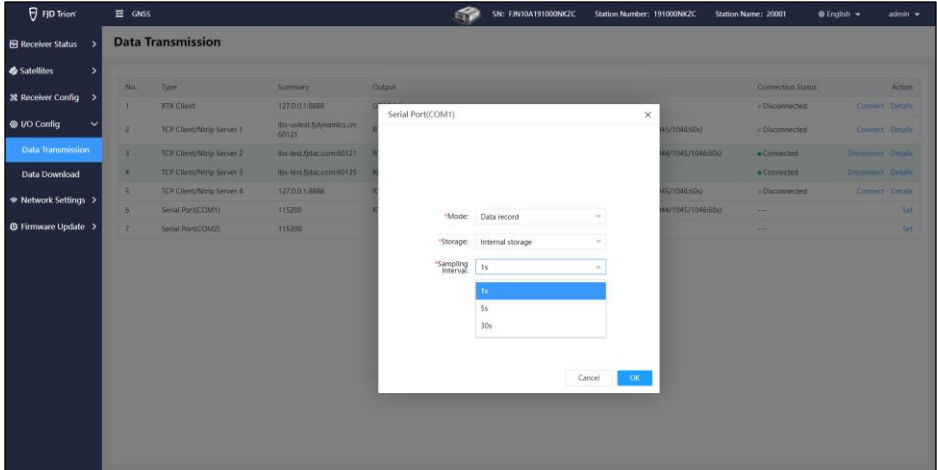 FJD Trion
GNSS
SN: FJN10A191000NKZC
Station Number: 191000NKZC
Station Name: 20001
English
admin
Receiver Status
Satellites
Receiver Config
I/O Config
Data Transmission
Data Download
Network Settings
Firmware Update
Data Transmission
No. Type Summary Output Connection Status Action
1 RTK Client 127.0.0.1:8888 Disconnected Connect Details
2 TCP Client/Ntrip Server 1 lbs-ustest.fjdynamics.cn:
60121 45/1046:60s) Disconnected Connect Details
3 TCP Client/Ntrip Server 2 lbs-test.fjdac.com:60121 44/1045/1046:60s) Connected Disconnect Details
4 TCP Client/Ntrip Server 3 lbs-test.fjdac.com:60125 Connected Disconnect Details
5 TCP Client/Ntrip Server 4 127.0.0.1:8888 45/1046:60s) Disconnected Connect Details
6 Serial Port(COM1) 115200 44/1045/1046:60s) --- Set
7 Serial Port(COM2) 115200 --- Set
Serial Port(COM1)
*Mode: Data record
*Storage: Internal storage
*Sampling
Interval: 1s
1s
5s
30s
Cancel OK